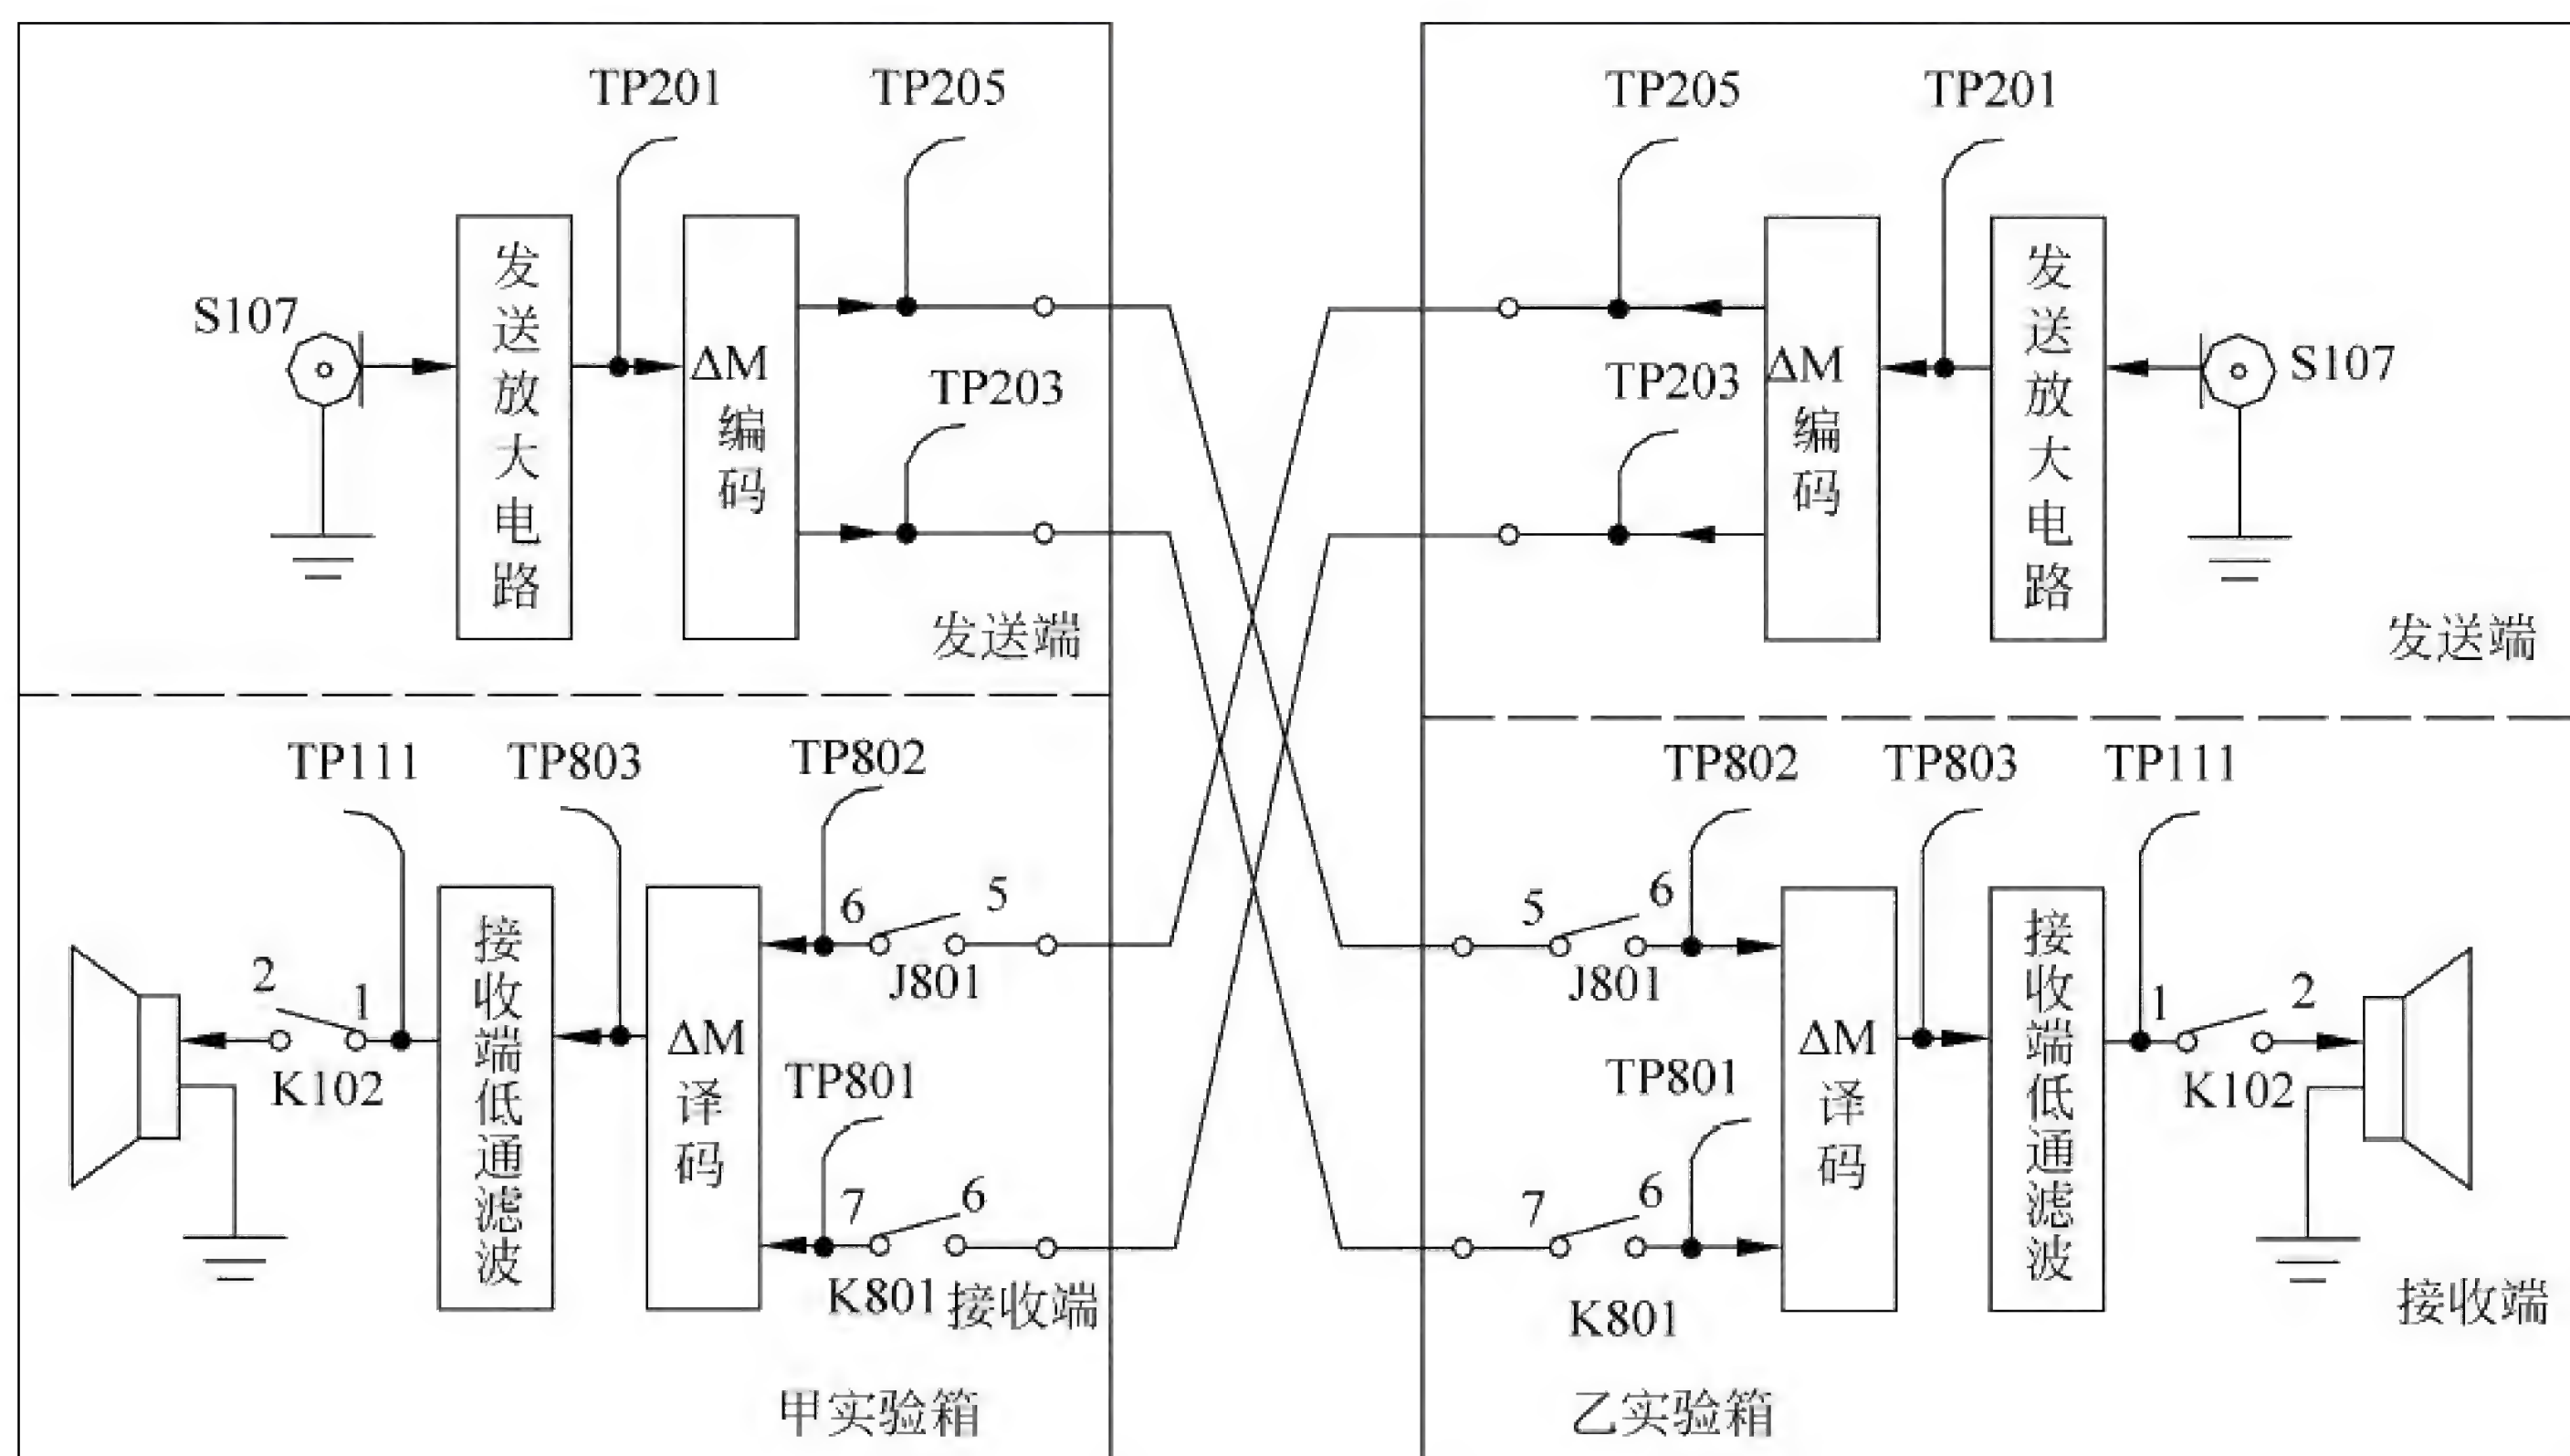 TP201
TP205
S107
发送放大电路
ΔM编码
TP203
发送端
TP205
TP201
TP203
ΔM编码
发送放大电路
S107
发送端
TP111
TP803
TP802
2
1
K102
接收端低通滤波
ΔM译码
6
5
J801
TP801
7
6
K801
接收端
甲实验箱
TP802
TP803
TP111
5
6
J801
TP801
7
6
K801
ΔM译码
接收端低通滤波
1
2
K102
接收端
乙实验箱